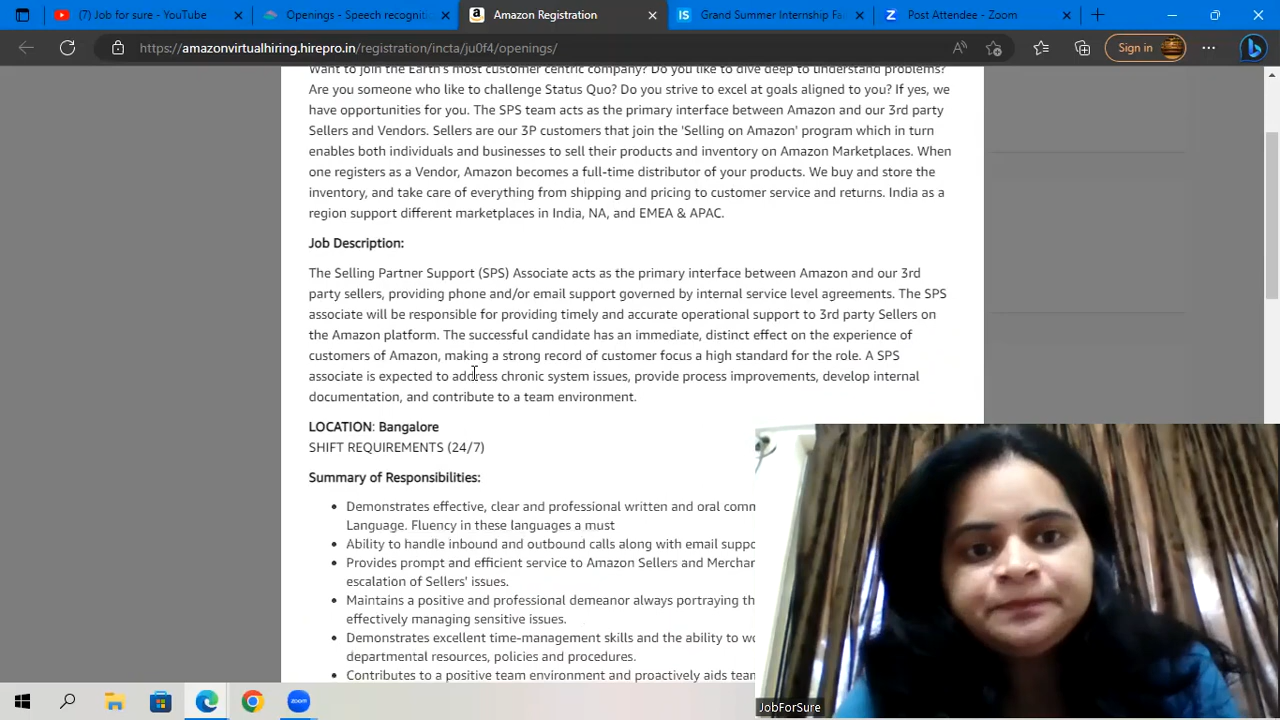 (7) Job for sure - YouTube
Openings - Speech recogniti
Amazon Registration
Grand Summer Internship Fa
Post Attendee - Zoom
https://amazonvirtualhiring.hirepro.in/registration/incta/ju0f4/openings/
Sign in
Want to join the Earth's most customer centric company? Do you like to dive deep to understand problems?
Are you someone who like to challenge Status Quo? Do you strive to excel at goals aligned to you? If yes, we
have opportunities for you. The SPS team acts as the primary interface between Amazon and our 3rd party
Sellers and Vendors. Sellers are our 3P customers that join the 'Selling on Amazon' program which in turn
enables both individuals and businesses to sell their products and inventory on Amazon Marketplaces. When
one registers as a Vendor, Amazon becomes a full-time distributor of your products. We buy and store the
inventory, and take care of everything from shipping and pricing to customer service and returns. India as a
region support different marketplaces in India, NA, and EMEA & APAC.
Job Description:
The Selling Partner Support (SPS) Associate acts as the primary interface between Amazon and our 3rd
party sellers, providing phone and/or email support governed by internal service level agreements. The SPS
associate will be responsible for providing timely and accurate operational support to 3rd party Sellers on
the Amazon platform. The successful candidate has an immediate, distinct effect on the experience of
customers of Amazon, making a strong record of customer focus a high standard for the role. A SPS
associate is expected to address chronic system issues, provide process improvements, develop internal
documentation, and contribute to a team environment.
LOCATION: Bangalore
SHIFT REQUIREMENTS (24/7)
Summary of Responsibilities:
Demonstrates effective, clear and professional written and oral comm
Language. Fluency in these languages a must
Ability to handle inbound and outbound calls along with email suppo
Provides prompt and efficient service to Amazon Sellers and Merchan
escalation of Sellers' issues.
Maintains a positive and professional demeanor always portraying th
effectively managing sensitive issues.
Demonstrates excellent time-management skills and the ability to wo
departmental resources, policies and procedures.
Contributes to a positive team environment and proactively aids team
JobForSure